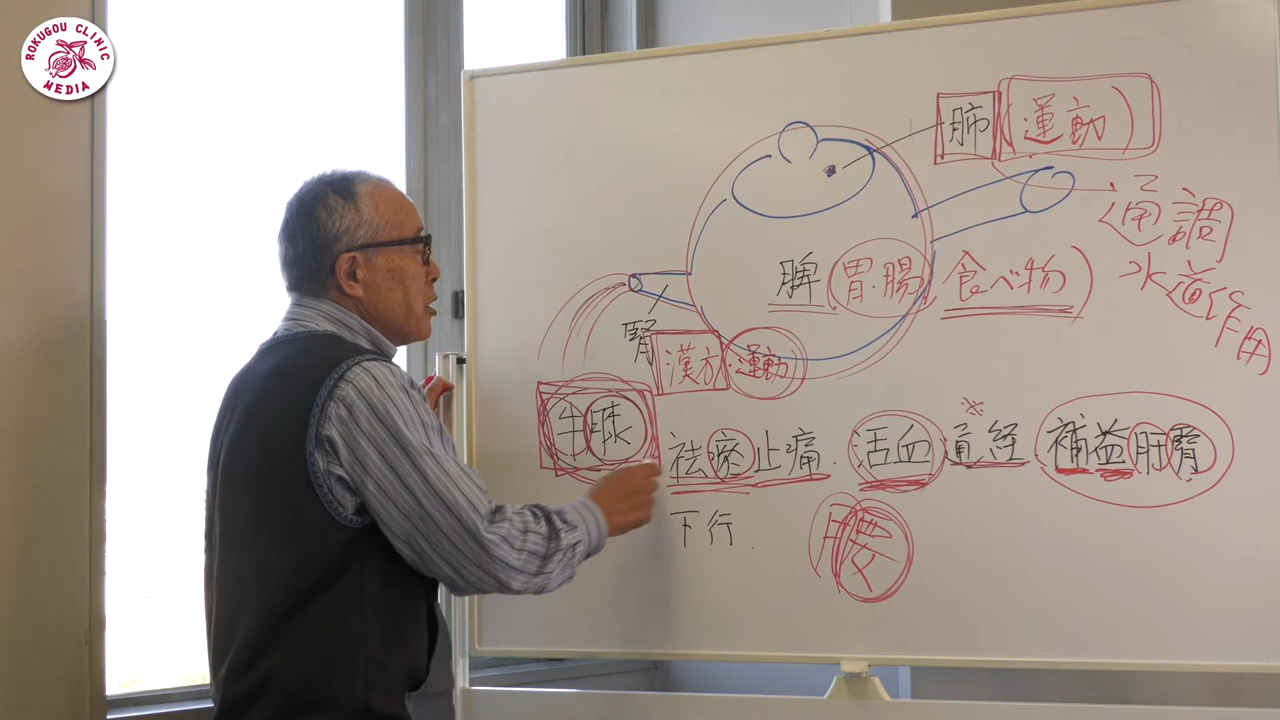 ROKUGOU CLINIC
MEDIA
肺(運動)
通調
水道作用
脾(胃.腸,食べ物)
腎
漢方・運動
牛膝
祛瘀止痛.活血通経 補益肝腎
※
下行.
腰